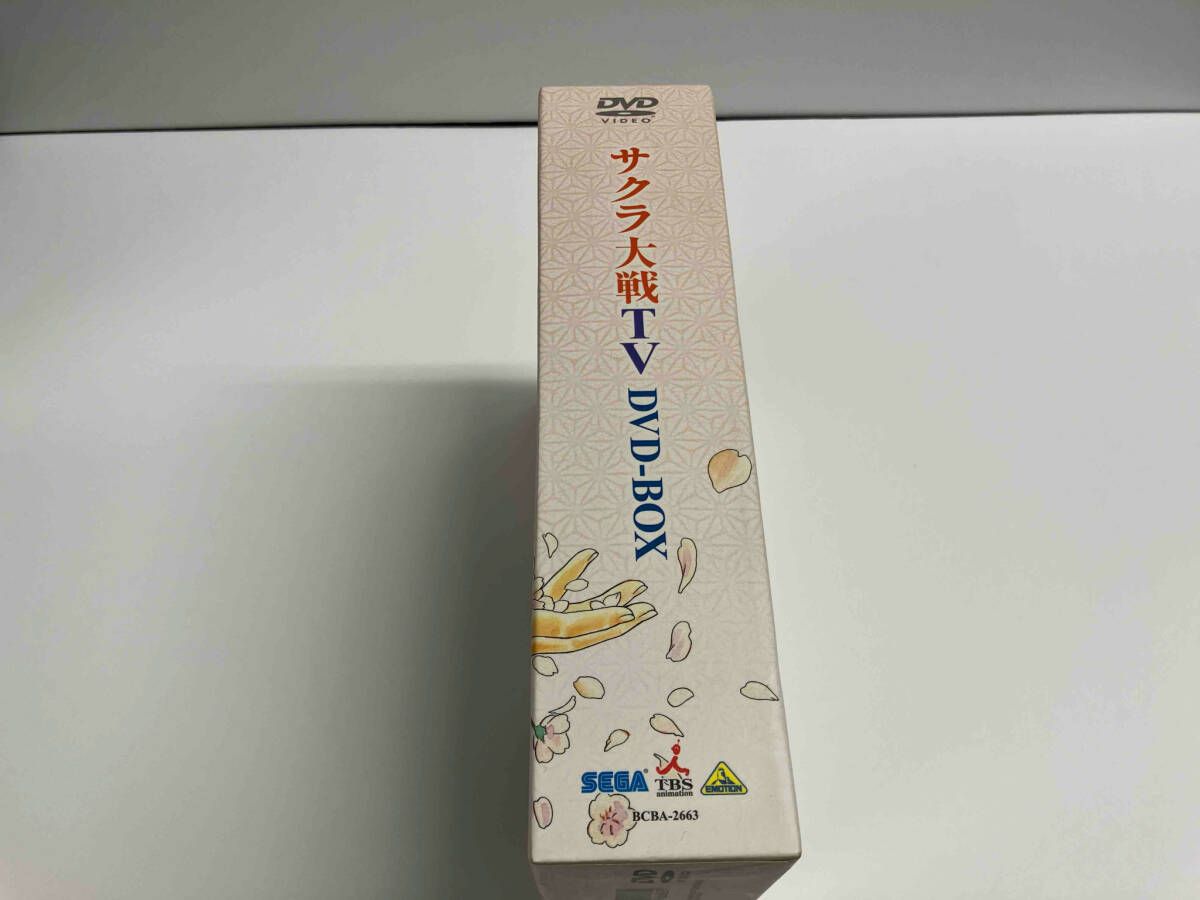 DVD
VIDEO
サクラ大戦TV DVD-BOX
SEGA
TBS
animation
EMOTION
BCBA-2663